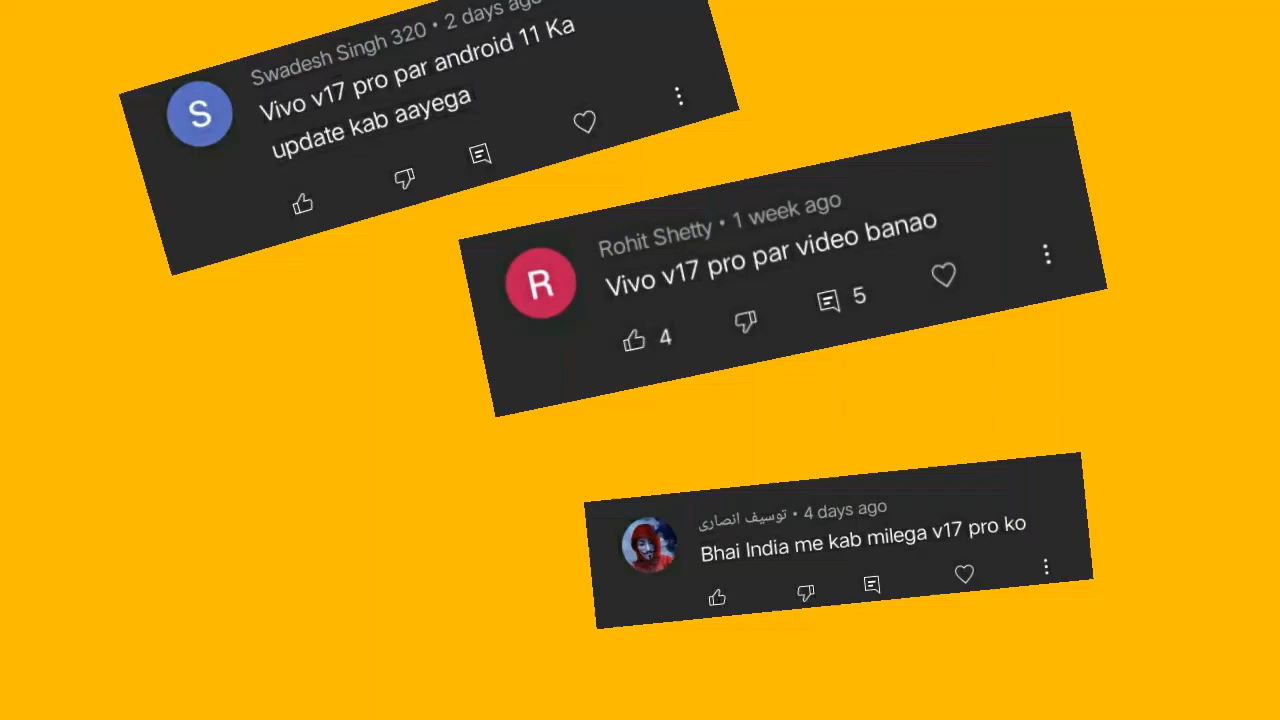 Swadesh Singh 320 • 2 days ago
S
Vivo v17 pro par android 11 Ka
update kab aayega
Rohit Shetty • 1 week ago
R
Vivo v17 pro par video banao
4
5
توسیف انصاری • 4 days ago
Bhai India me kab milega v17 pro ko